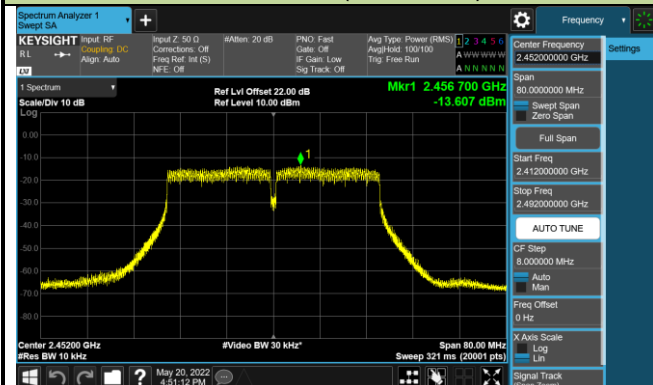 Spectrum Analyzer 1
Swept SA
Frequency
KEYSIGHT
RL
Input: RF
Coupling: DC
Align: Auto
Input Z: 50 Ω
Corrections: Off
Freq Ref: Int (S)
NFE: Off
#Atten: 20 dB
PNO: Fast
Gate: Off
IF Gain: Low
Sig Track: Off
Avg Type: Power (RMS)
Avg|Hold: 100/100
Trig: Free Run
1 2 3 4 5 6
A W W W W W
A N N N N N
LXI
1 Spectrum
Scale/Div 10 dB
Log
Ref Lvl Offset 22.00 dB
Ref Level 10.00 dBm
Mkr1 2.456 700 GHz
-13.607 dBm
0.00
-10.0
-20.0
-30.0
-40.0
-50.0
-60.0
-70.0
-80.0
1
Center 2.45200 GHz
#Res BW 10 kHz
#Video BW 30 kHz*
Span 80.00 MHz
Sweep 321 ms (20001 pts)
?
May 20, 2022
4:51:12 PM
Center Frequency
2.452000000 GHz
Settings
Span
80.0000000 MHz
Swept Span
Zero Span
Full Span
Start Freq
2.412000000 GHz
Stop Freq
2.492000000 GHz
AUTO TUNE
CF Step
8.000000 MHz
Auto
Man
Freq Offset
0 Hz
X Axis Scale
Log
Lin
Signal Track
(Span Zoom)